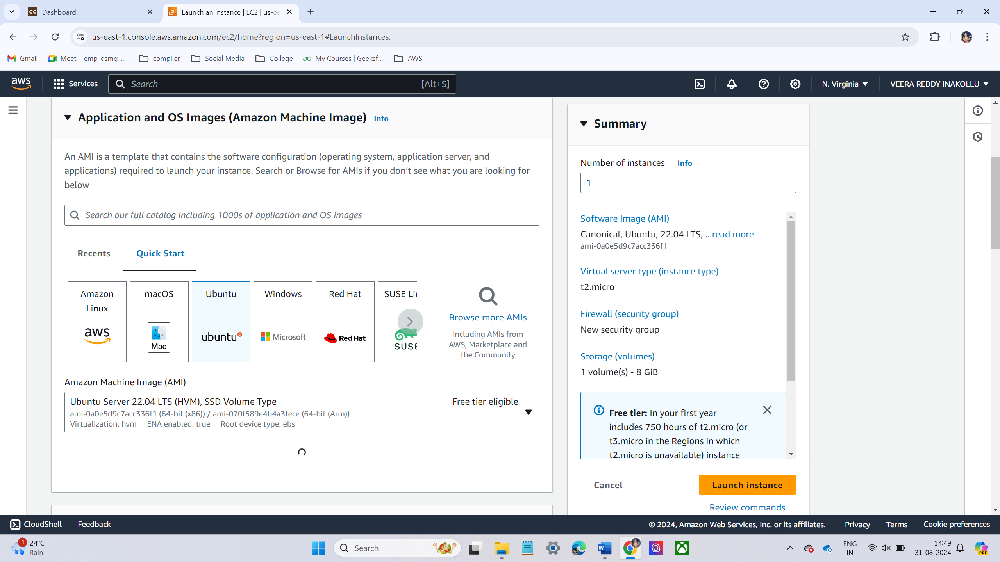 Dashboard
Launch an instance | EC2 | us-ea
us-east-1.console.aws.amazon.com/ec2/home?region=us-east-1#LaunchInstances:
Gmail
Meet – emp-dsmg-...
compiler
Social Media
College
My Courses | Geeksf...
AWS
aws
Services
Search
[Alt+S]
N. Virginia
VEERA REDDY INAKOLLU
Application and OS Images (Amazon Machine Image) Info
An AMI is a template that contains the software configuration (operating system, application server, and
applications) required to launch your instance. Search or Browse for AMIs if you don’t see what you are looking for
below
Search our full catalog including 1000s of application and OS images
Recents
Quick Start
Amazon
Linux
aws
macOS
Mac
Ubuntu
ubuntu
Windows
Microsoft
Red Hat
Red Hat
SUSE Li
SUSE
Browse more AMIs
Including AMIs from
AWS, Marketplace and
the Community
Amazon Machine Image (AMI)
Ubuntu Server 22.04 LTS (HVM), SSD Volume Type
Free tier eligible
ami-0a0e5d9c7acc336f1 (64-bit (x86)) / ami-070f589e4b4a3fece (64-bit (Arm))
Virtualization: hvm ENA enabled: true Root device type: ebs
Summary
Number of instances Info
1
Software Image (AMI)
Canonical, Ubuntu, 22.04 LTS, ...read more
ami-0a0e5d9c7acc336f1
Virtual server type (instance type)
t2.micro
Firewall (security group)
New security group
Storage (volumes)
1 volume(s) - 8 GiB
Free tier: In your first year
includes 750 hours of t2.micro (or
t3.micro in the Regions in which
t2.micro is unavailable) instance
Cancel
Launch instance
Review commands
CloudShell
Feedback
© 2024, Amazon Web Services, Inc. or its affiliates.
Privacy
Terms
Cookie preferences
1
24°C
Rain
Search
ENG
IN
14:49
31-08-2024
PRE